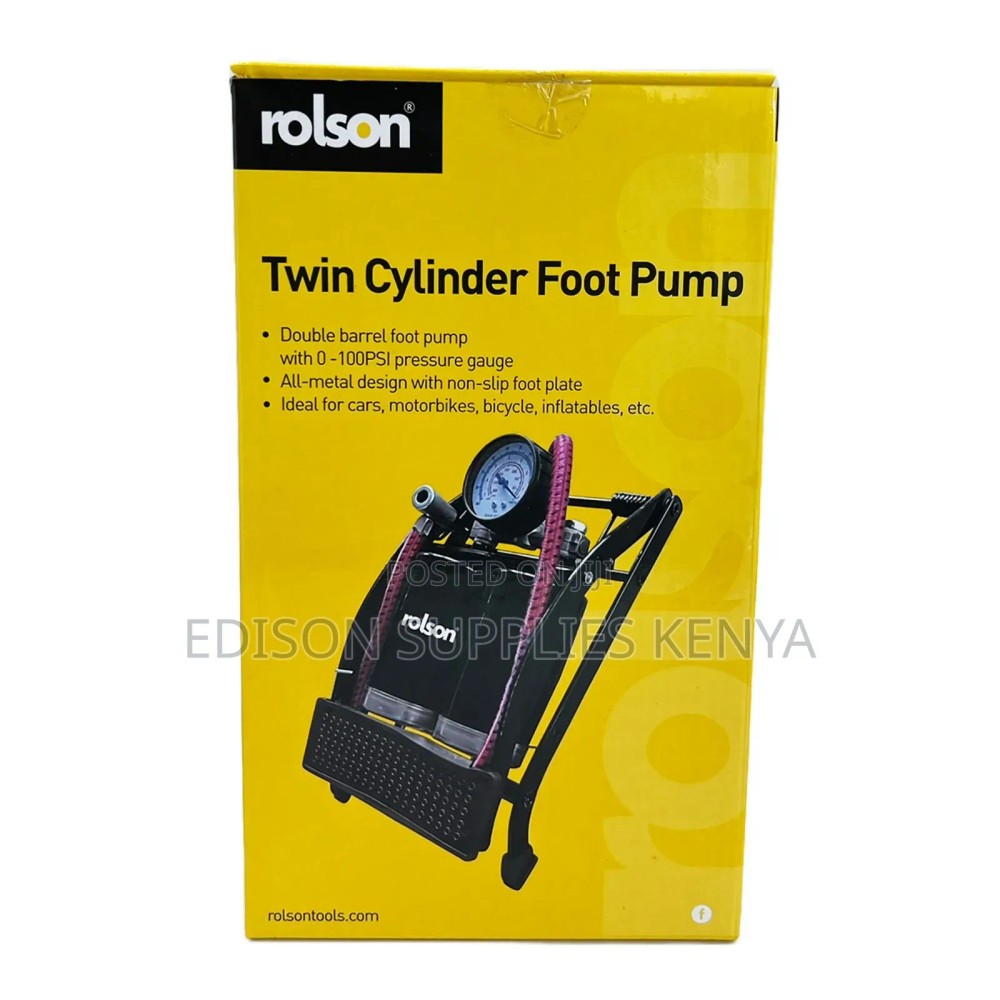 rolson®
Twin Cylinder Foot Pump
• Double barrel foot pump
with 0 -100PSI pressure gauge
• All-metal design with non-slip foot plate
• Ideal for cars, motorbikes, bicycle, inflatables, etc.
POSTED ON JIJI
rolson
EDISON SUPPLIES KENYA
rolson
rolsontools.com
f